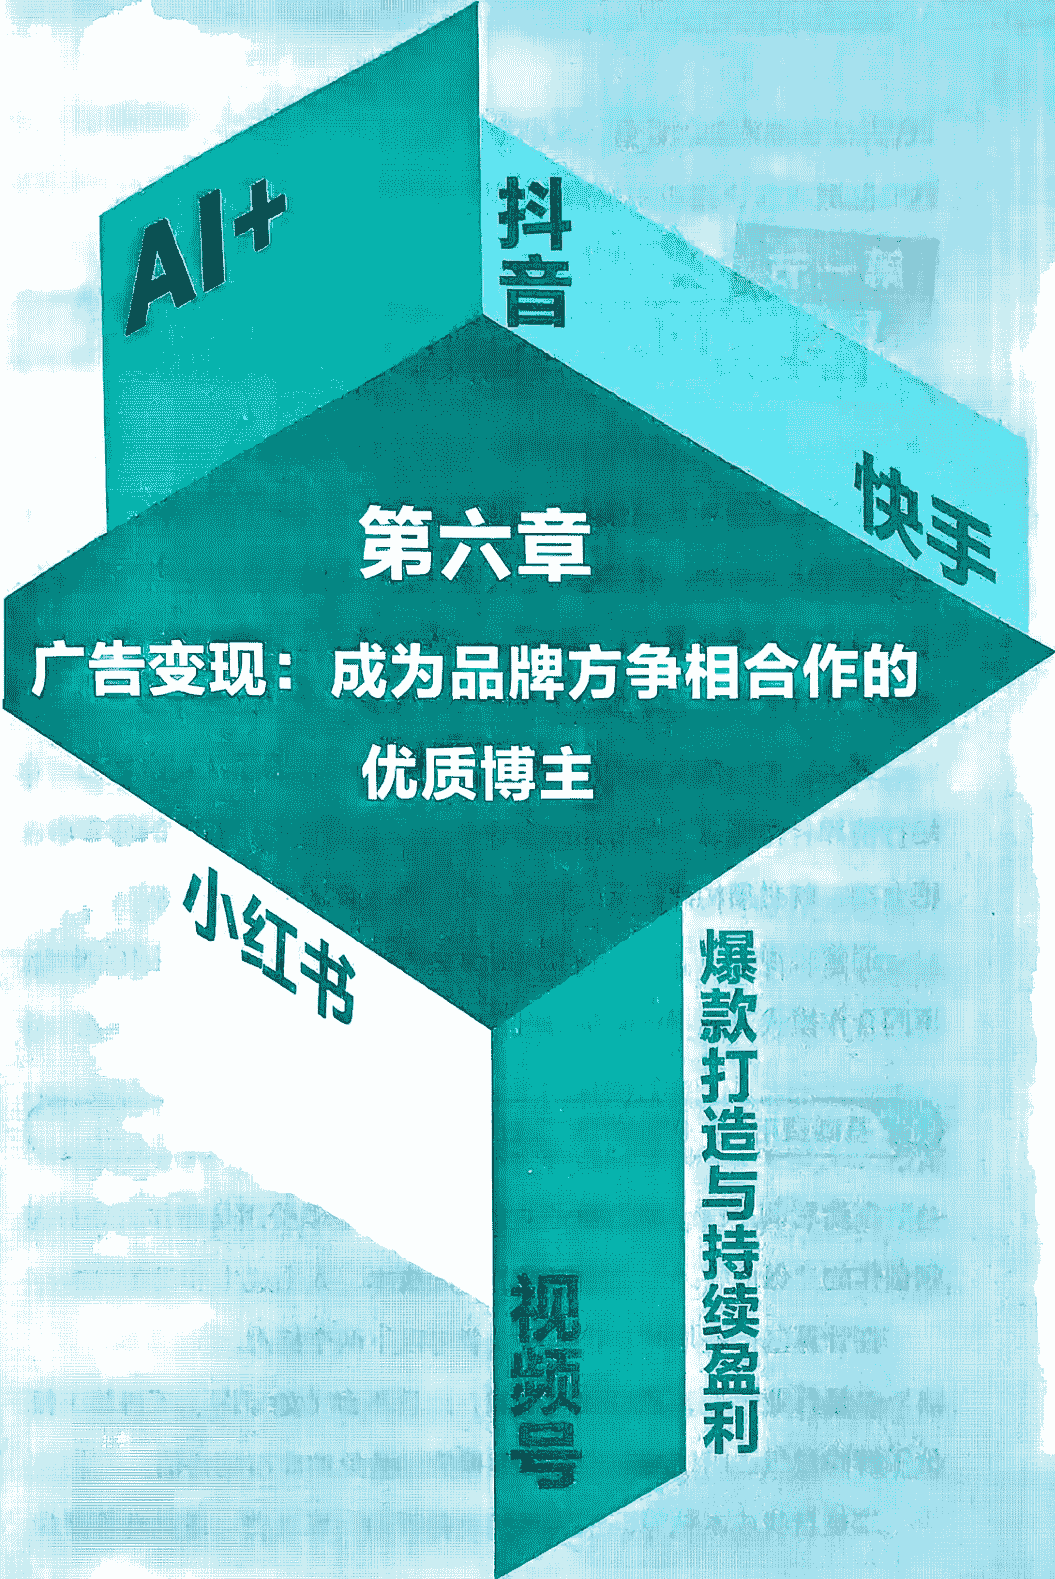 AI+
抖音
快手
第六章
广告变现：成为品牌方争相合作的
优质博主
小红书
视频号
爆款打造与持续盈利